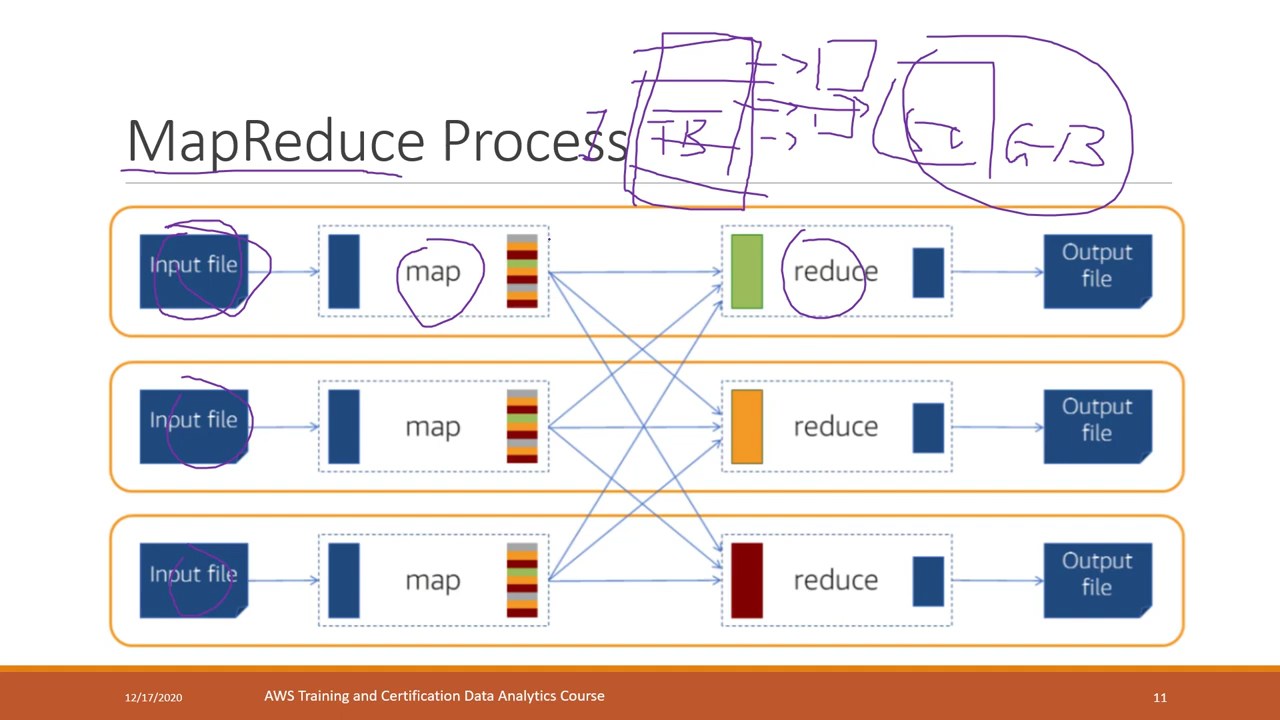 MapReduce Process
TB
GB
Input file
map
reduce
Output file
Input file
map
reduce
Output file
Input file
map
reduce
Output file
12/17/2020
AWS Training and Certification Data Analytics Course
11